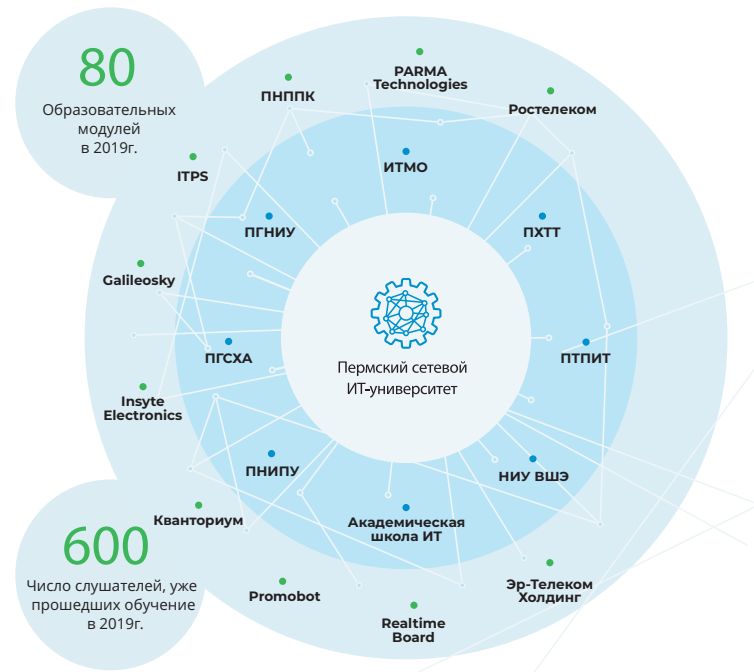 80
Образовательных
модулей
в 2019г.
PARMA
Technologies
ПНППК
Ростелеком
ITPS
ИТМО
ПГНИУ
ПХТТ
Galileosky
Пермский сетевой
ИТ-университет
ПГСХА
ПТПИТ
Insyte
Electronics
ПНИПУ
НИУ ВШЭ
Кванториум
Академическая
школа ИТ
600
Число слушателей, уже
прошедших обучение
в 2019г.
Promobot
Эр-Телеком
Холдинг
Realtime
Board